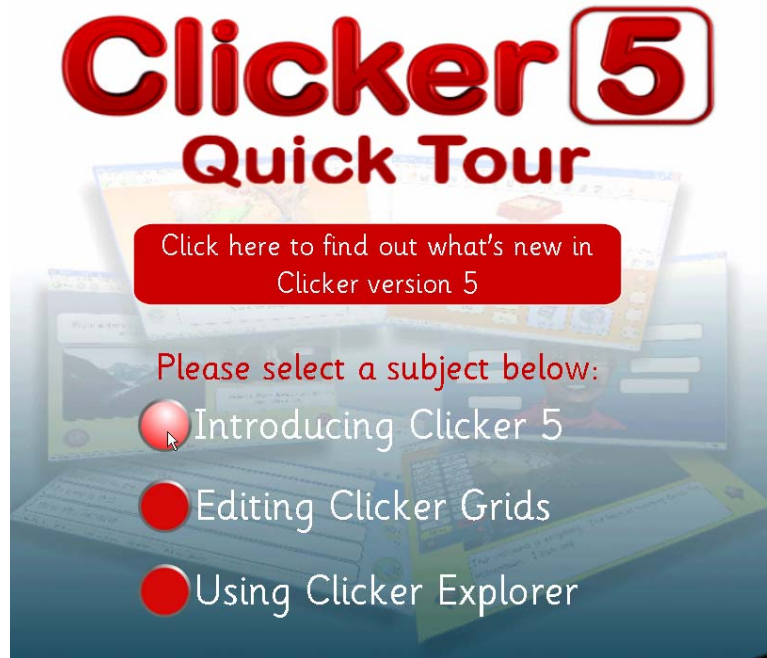 Clicker 5
Quick Tour
Click here to find out what's new in
Clicker version 5
Please select a subject below:
Introducing Clicker 5
Editing Clicker Grids
Using Clicker Explorer